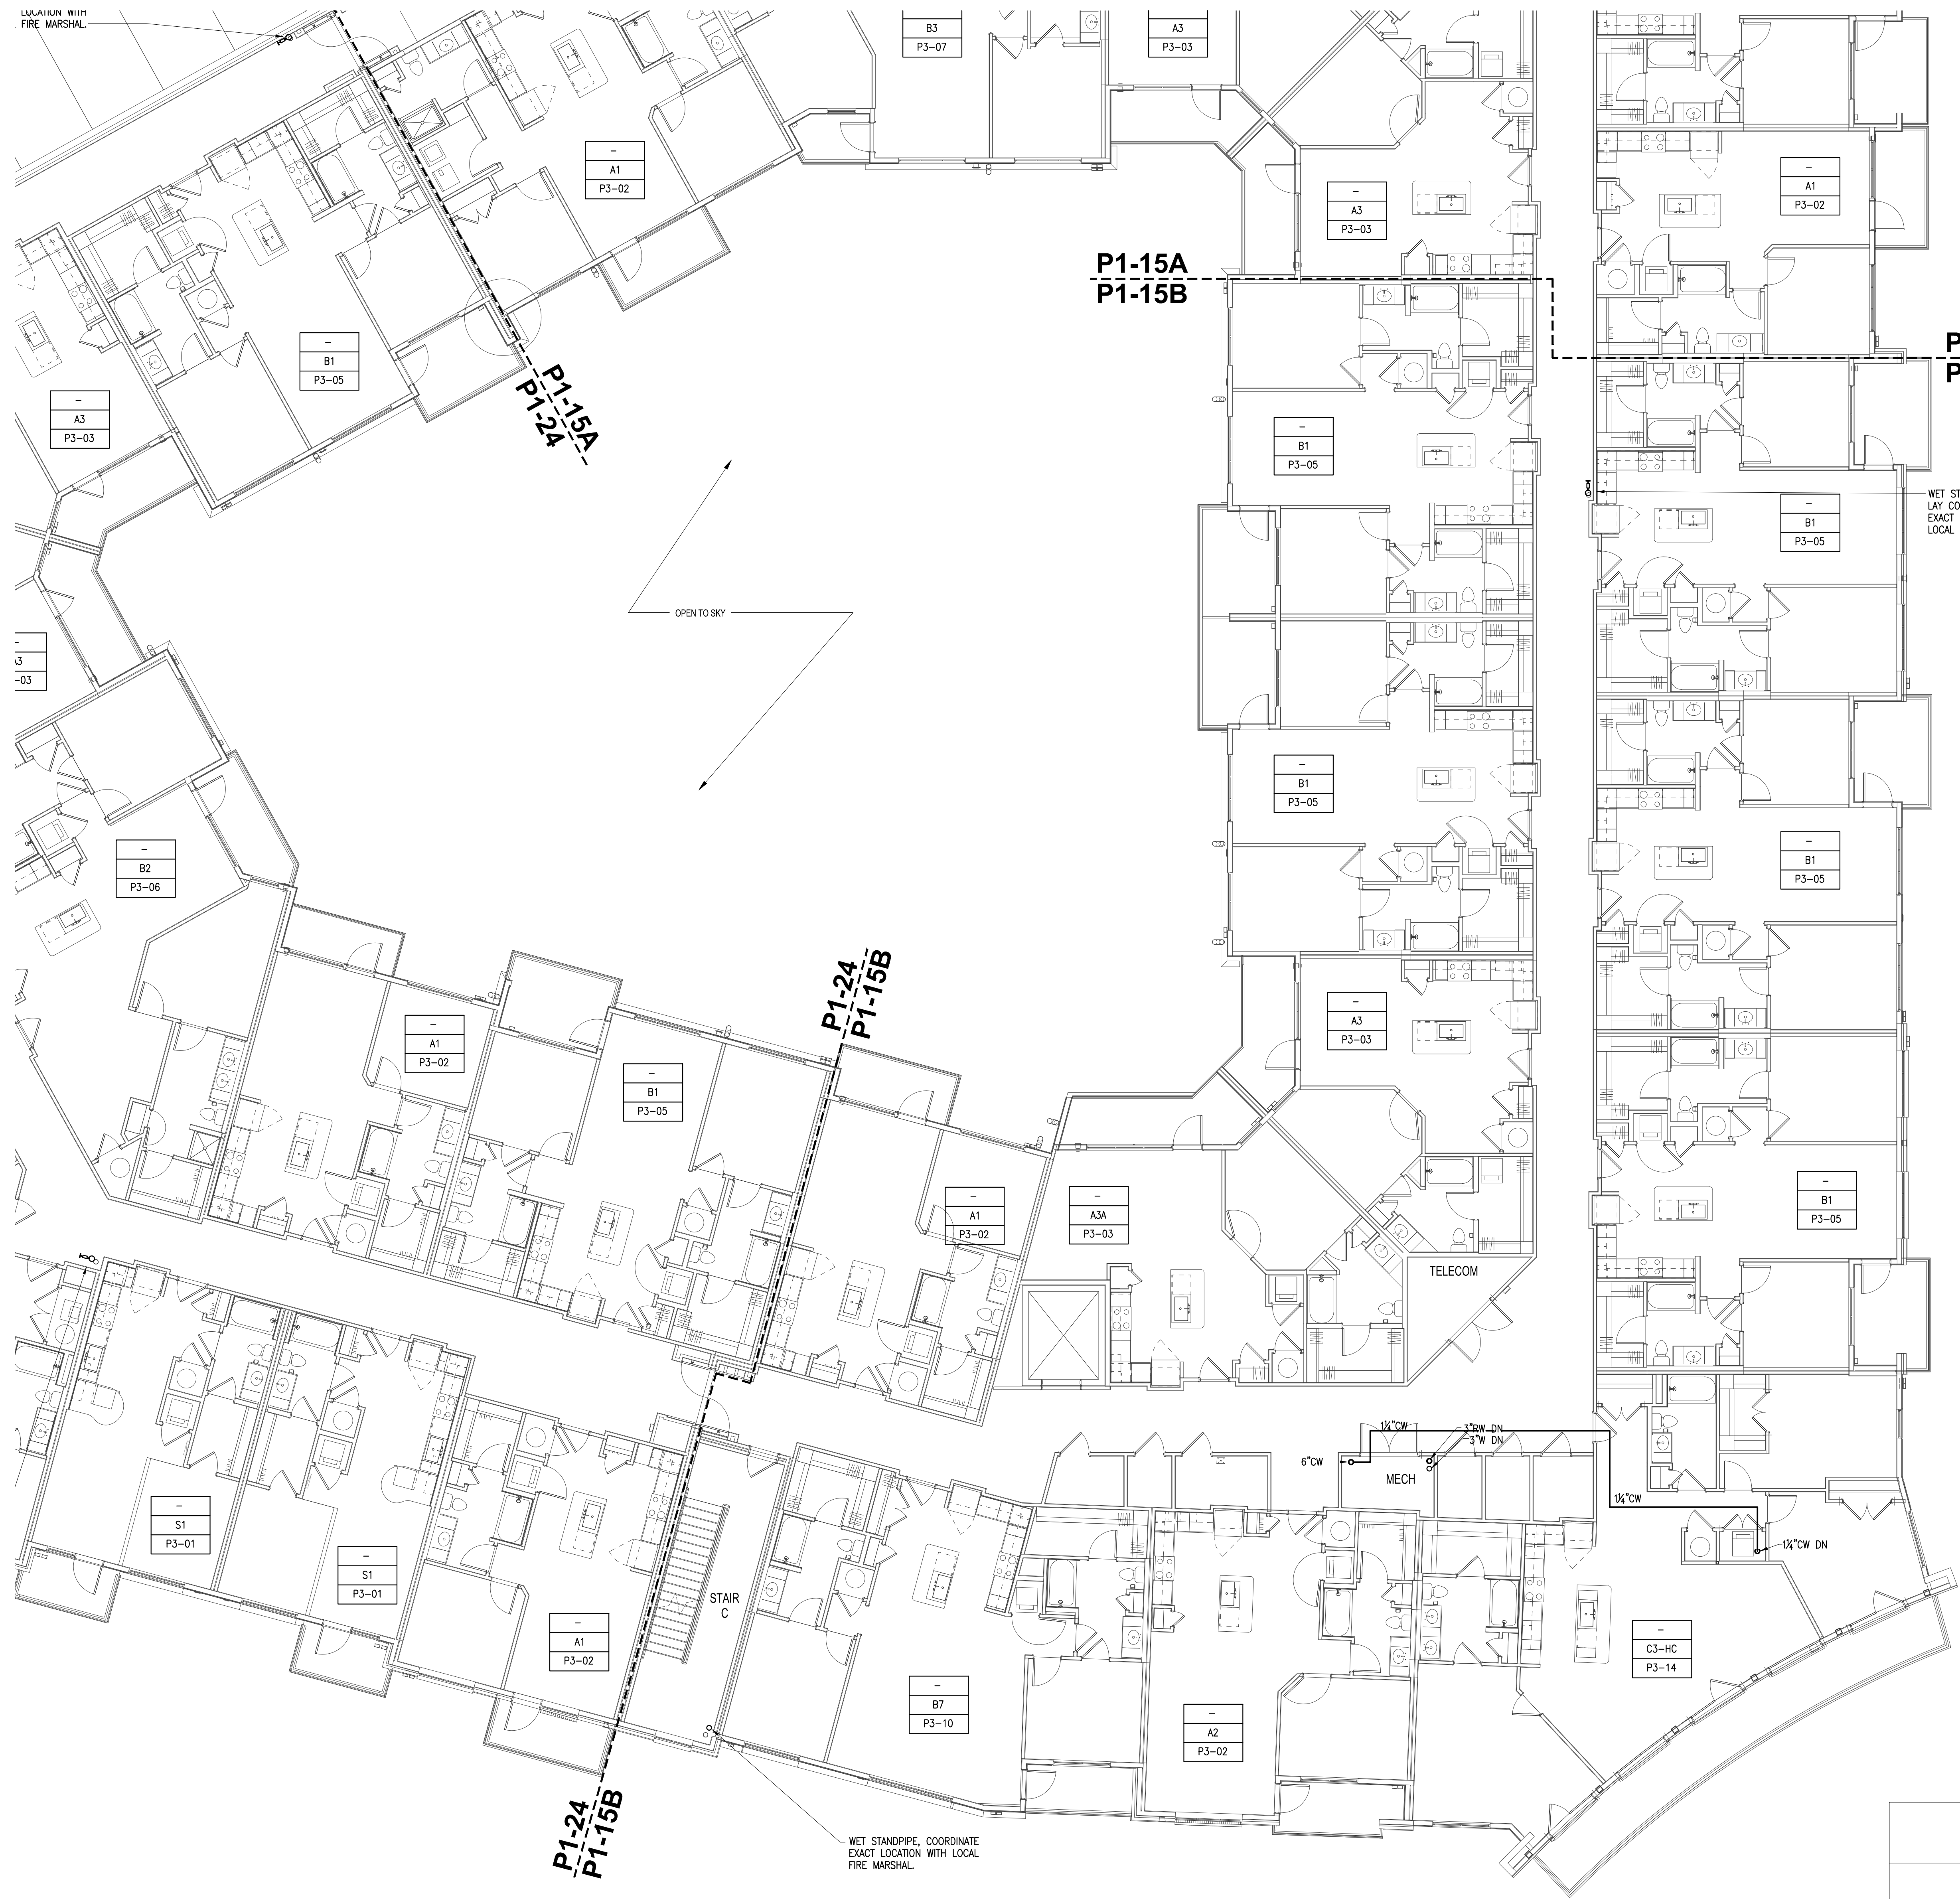 LOCATION WITH
FIRE MARSHAL.
B3
P3-07
A3
P3-03
–
A1
P3-02
–
A3
P3-03
–
A1
P3-02
P1-15A
P1-15B
–
B1
P3-05
P1-15A
P1-24
–
A3
P3-03
–
B1
P3-05
WET
LAY
EXACT
LOCAL
–
B1
P3-05
OPEN TO SKY
-03
–
B1
P3-05
–
B2
P3-06
–
B1
P3-05
P1-24
P1-15B
–
A1
P3-02
–
A3
P3-03
–
B1
P3-05
–
A1
P3-02
–
A3A
P3-03
–
B1
P3-05
TELECOM
1¼"CW
3"RW DN
3"W DN
6"CW
MECH
1¼"CW
1¼"CW DN
–
S1
P3-01
–
S1
P3-01
STAIR
C
–
A1
P3-02
–
C3-HC
P3-14
–
B7
P3-10
–
A2
P3-02
P1-24
P1-15B
WET STANDPIPE, COORDINATE
EXACT LOCATION WITH LOCAL
FIRE MARSHAL.